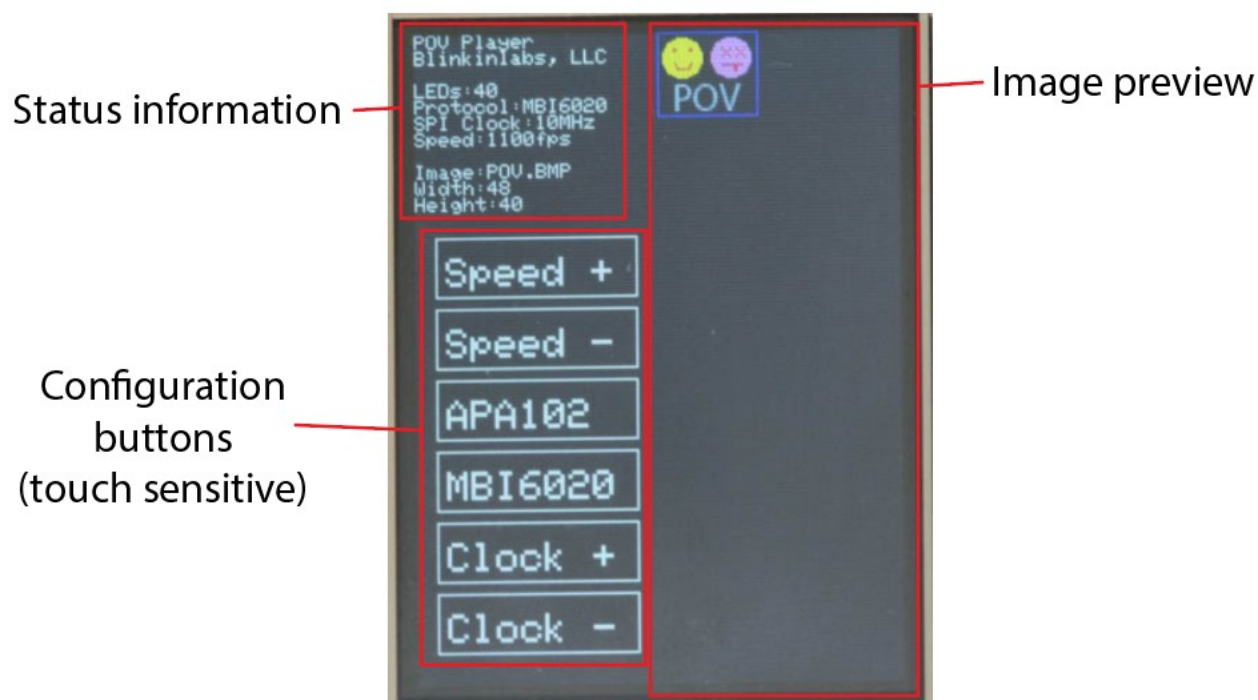 Status information
POV Player
Blinkinlabs, LLC
LEDs:40
Protocol:MBI6020
SPI Clock:10MHz
Speed:1100fps
Image:POV.BMP
Width:48
Height:40
POV
Image preview
Configuration
buttons
(touch sensitive)
Speed +
Speed -
APA102
MBI6020
Clock +
Clock -